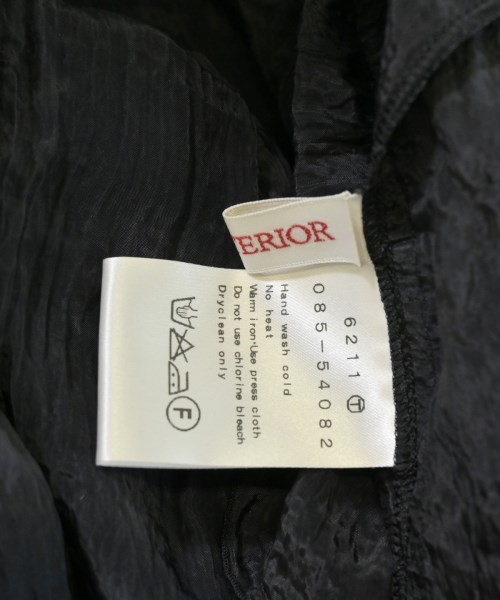 TERIOR
6211 Ⓣ
085-54082
Hand wash cold
No heat
Warm iron·Use press cloth
Do not use chlorine bleach
Dryclean only
F